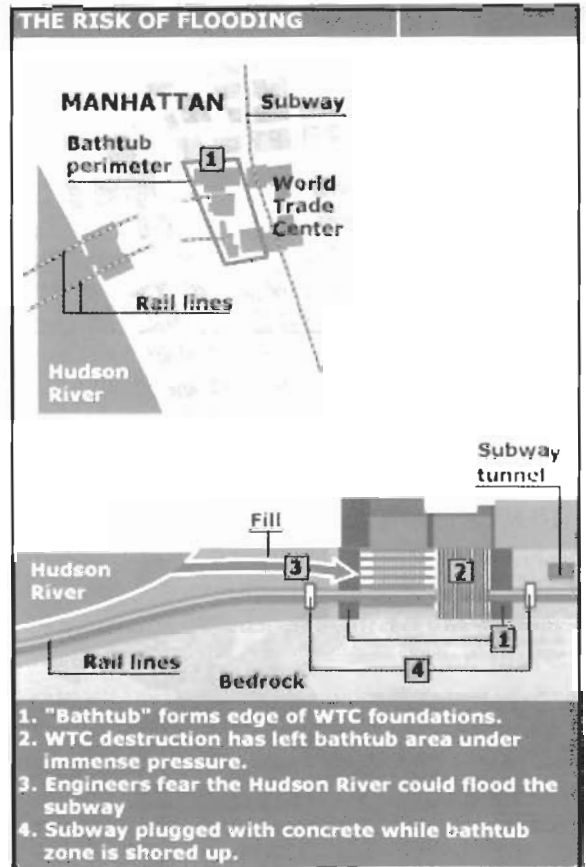 THE RISK OF FLOODING
MANHATTAN
Subway
Bathtub
perimeter
1
World
Trade
Center
Rail lines
Hudson
River
Subway
tunnel
Fill
Hudson
River
3
2
1
Rail lines
4
Bedrock
1. "Bathtub" forms edge of WTC foundations.
2. WTC destruction has left bathtub area under
immense pressure.
3. Engineers fear the Hudson River could flood the
subway
4. Subway plugged with concrete while bathtub
zone is shored up.